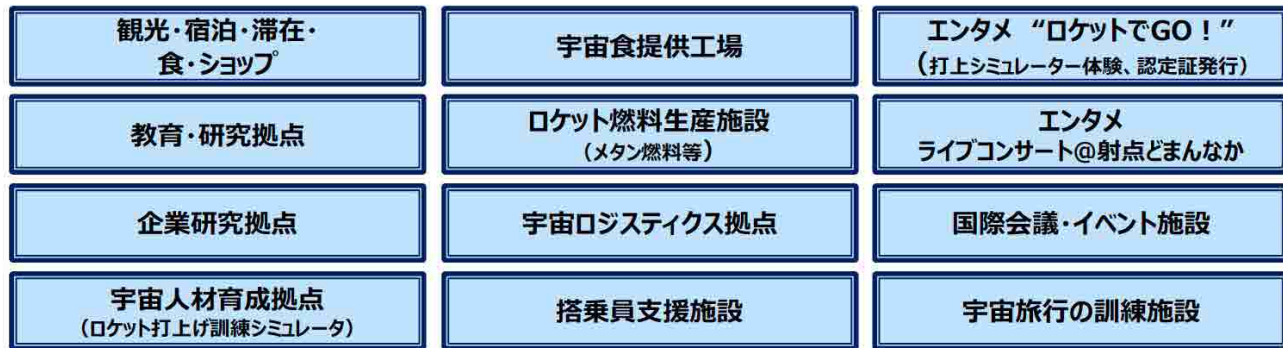 観光・宿泊・滞在・
食・ショップ
宇宙食提供工場
エンタメ “ロケットでGO！”
（打上シミュレーター体験、認定証発行）
教育・研究拠点
ロケット燃料生産施設
（メタン燃料等）
エンタメ
ライブコンサート@射点どまんなか
企業研究拠点
宇宙ロジスティクス拠点
国際会議・イベント施設
宇宙人材育成拠点
（ロケット打上げ訓練シミュレータ）
搭乗員支援施設
宇宙旅行の訓練施設